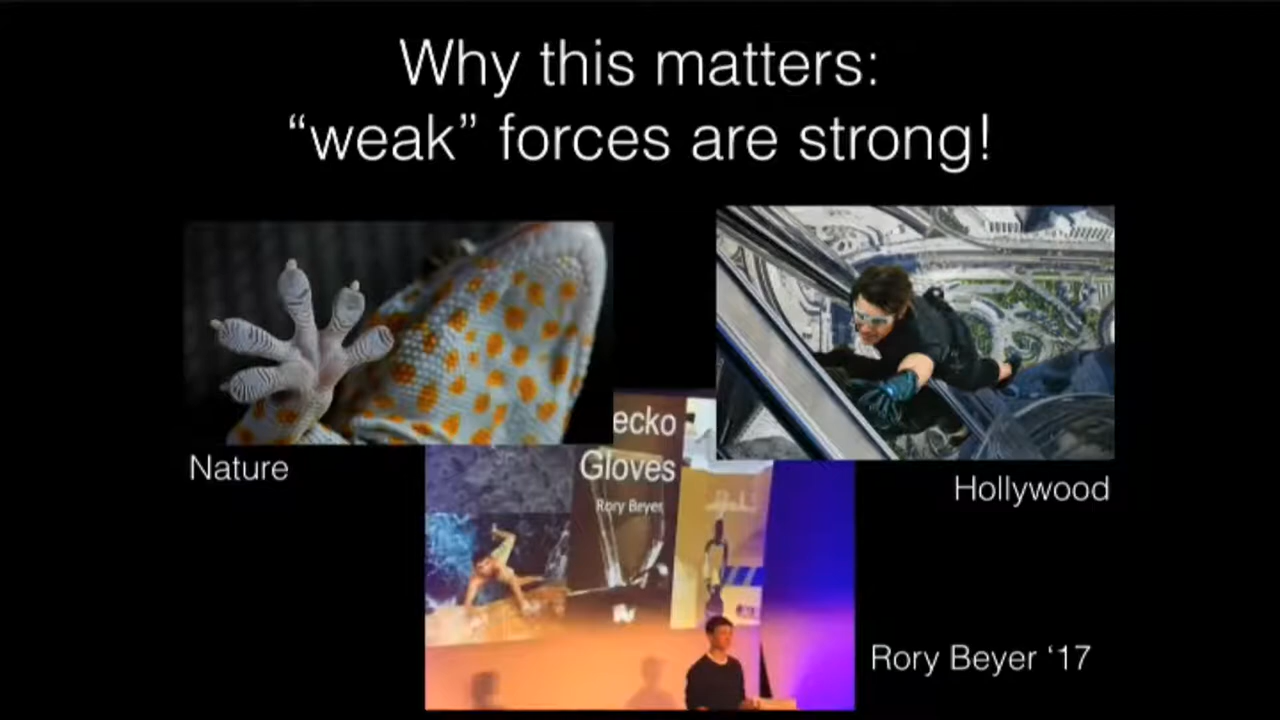 Why this matters:
“weak” forces are strong!
Nature
Hollywood
ecko
Gloves
Rory Beyer
Rory Beyer ‘17